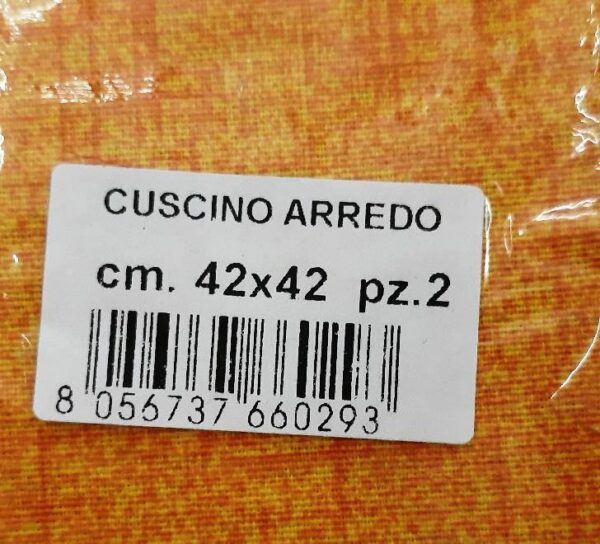 CUSCINO ARREDO
cm. 42x42 pz.2
8 056737 660293